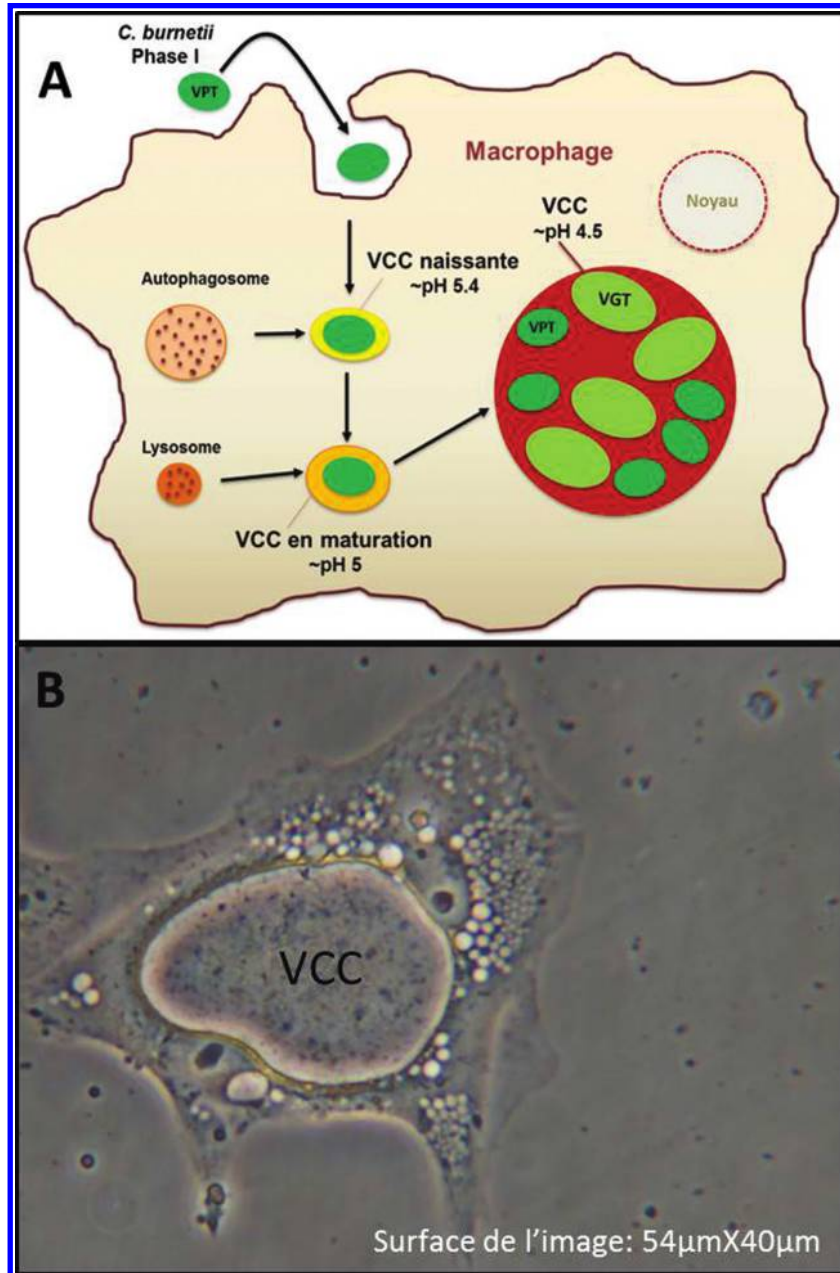 A
C. burnetii
Phase I
VPT
Macrophage
Noyau
VCC
~pH 4.5
VCC naissante
~pH 5.4
Autophagosome
VGT
VPT
Lysosome
VCC en maturation
~pH 5
B
VCC
Surface de l'image: 54µmX40µm